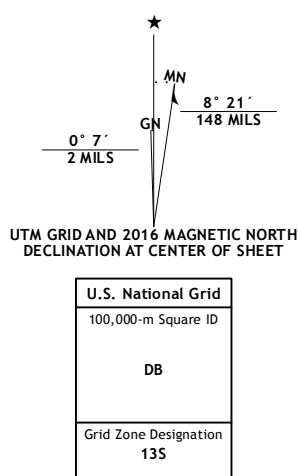 ★
MN
8° 21´
148 MILS
GN
0° 7´
2 MILS
UTM GRID AND 2016 MAGNETIC NORTH
DECLINATION AT CENTER OF SHEET
U.S. National Grid
100,000-m Square ID
DB
Grid Zone Designation
13S